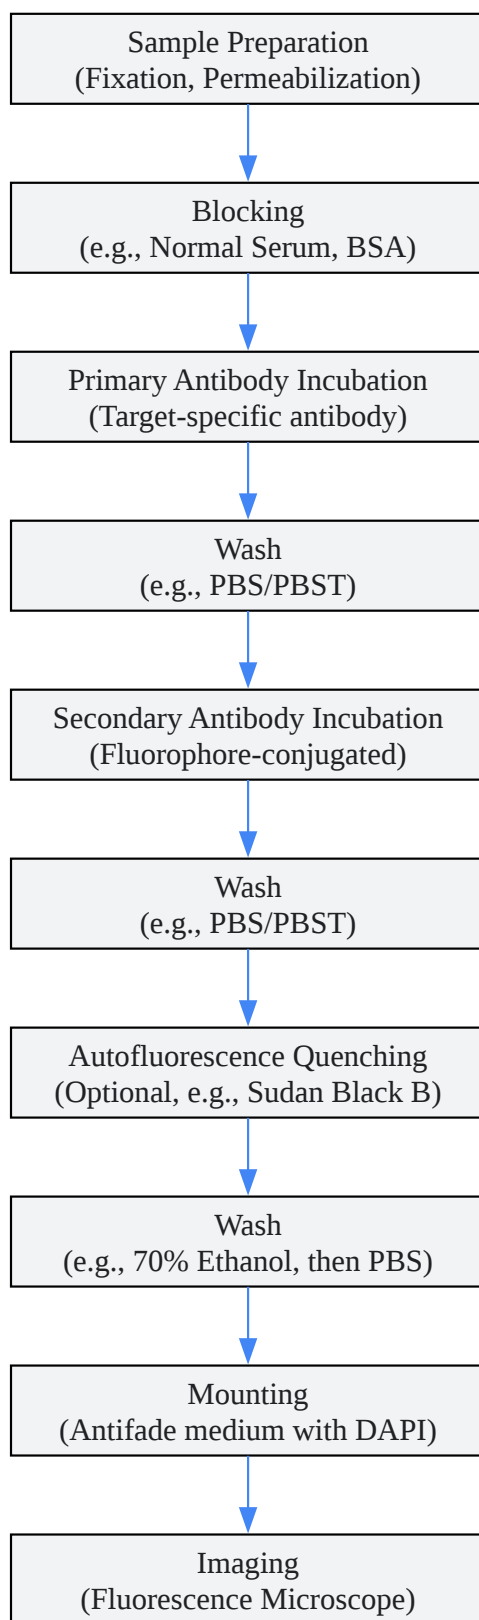 Sample Preparation
(Fixation, Permeabilization)
Blocking
(e.g., Normal Serum, BSA)
Primary Antibody Incubation
(Target-specific antibody)
Wash
(e.g., PBS/PBST)
Secondary Antibody Incubation
(Fluorophore-conjugated)
Wash
(e.g., PBS/PBST)
Autofluorescence Quenching
(Optional, e.g., Sudan Black B)
Wash
(e.g., 70% Ethanol, then PBS)
Mounting
(Antifade medium with DAPI)
Imaging
(Fluorescence Microscope)